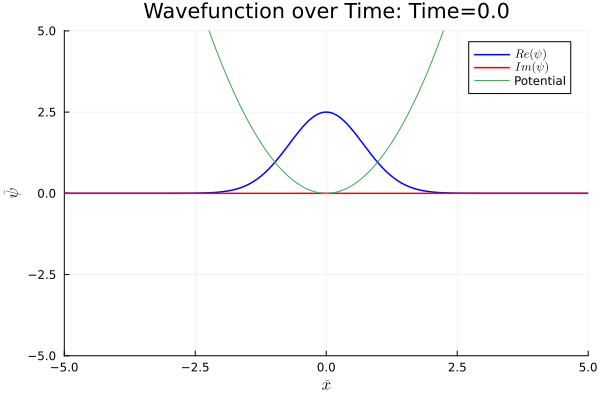 Wavefunction over Time: Time=0.0
5.0
2.5
0.0
−2.5
−5.0
ψ̄
Re(ψ)
Im(ψ)
Potential
−5.0 −2.5 0.0 2.5 5.0
x̄